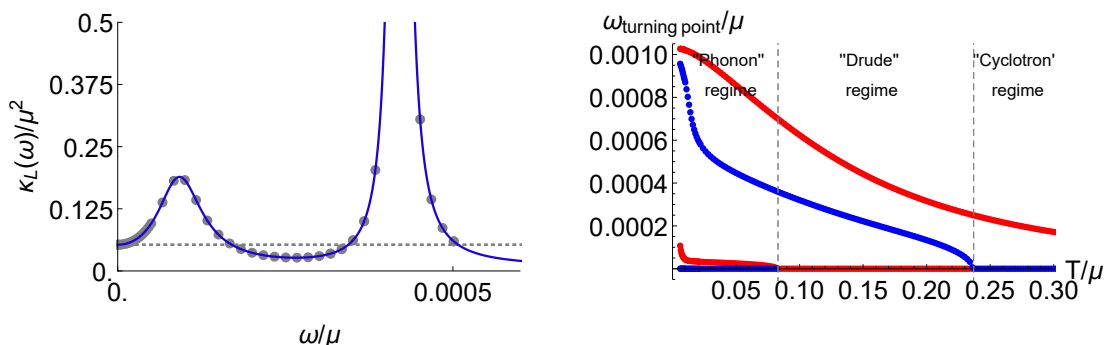 0.5
0.375
0.25
0.125
0
0.
0.0005
κL(ω)/μ²
ω/μ
ωturning point/μ
0.0010
0.0008
0.0006
0.0004
0.0002
"Phonon"
regime
"Drude"
regime
"Cyclotron'
regime
0.05
0.10
0.15
0.20
0.25
0.30
T/μ